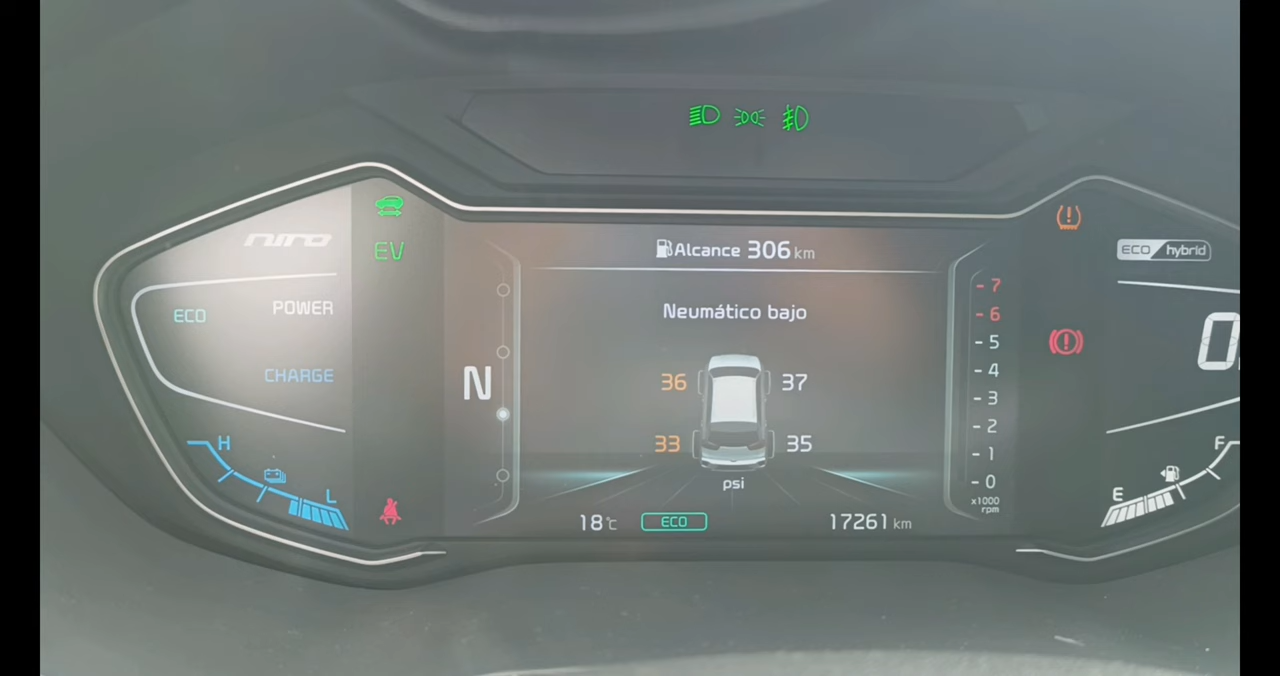 Alcance 306 km
niro
EV
ECO hybrid
POWER
ECO
CHARGE
Neumático bajo
- 7
- 6
- 5
- 4
- 3
- 2
- 1
- 0
x1000
rpm
N
36 37
33 35
psi
H
L
F
E
0
18°c ECO 17261 km